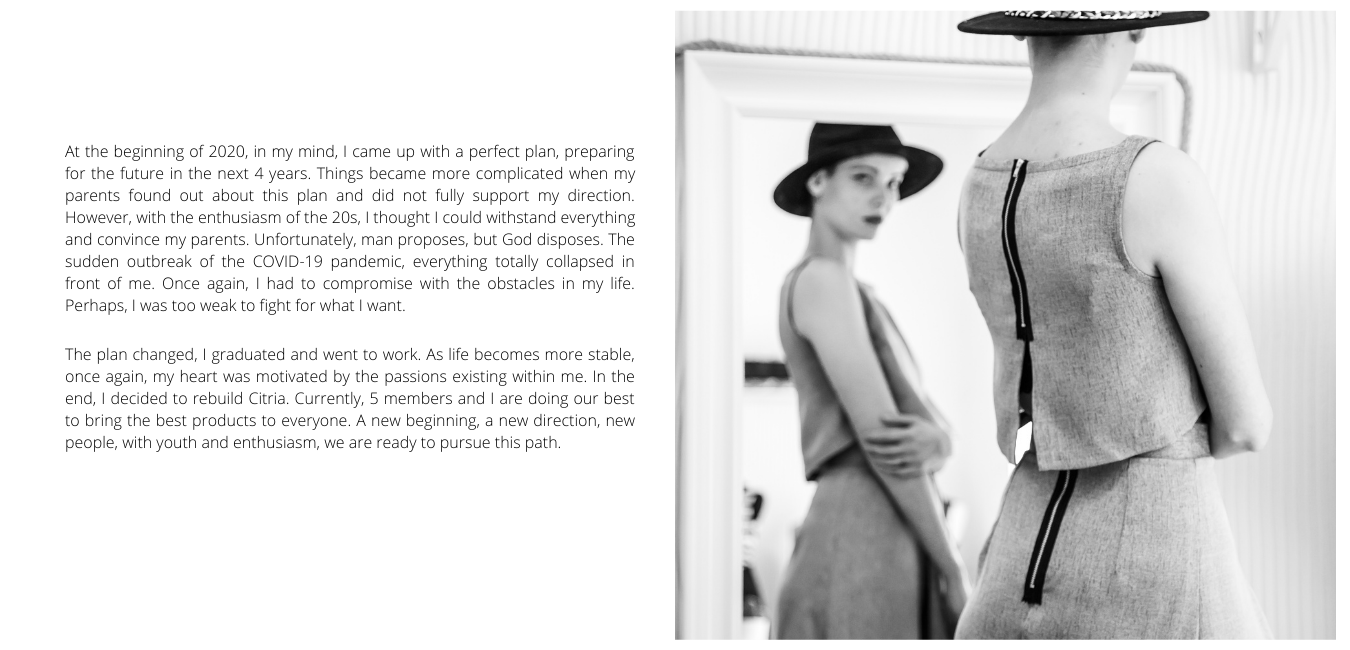 At the beginning of 2020, in my mind, I came up with a perfect plan, preparing
for the future in the next 4 years. Things became more complicated when my
parents found out about this plan and did not fully support my direction.
However, with the enthusiasm of the 20s, I thought I could withstand everything
and convince my parents. Unfortunately, man proposes, but God disposes. The
sudden outbreak of the COVID-19 pandemic, everything totally collapsed in
front of me. Once again, I had to compromise with the obstacles in my life.
Perhaps, I was too weak to fight for what I want.
The plan changed, I graduated and went to work. As life becomes more stable,
once again, my heart was motivated by the passions existing within me. In the
end, I decided to rebuild Citria. Currently, 5 members and I are doing our best
to bring the best products to everyone. A new beginning, a new direction, new
people, with youth and enthusiasm, we are ready to pursue this path.